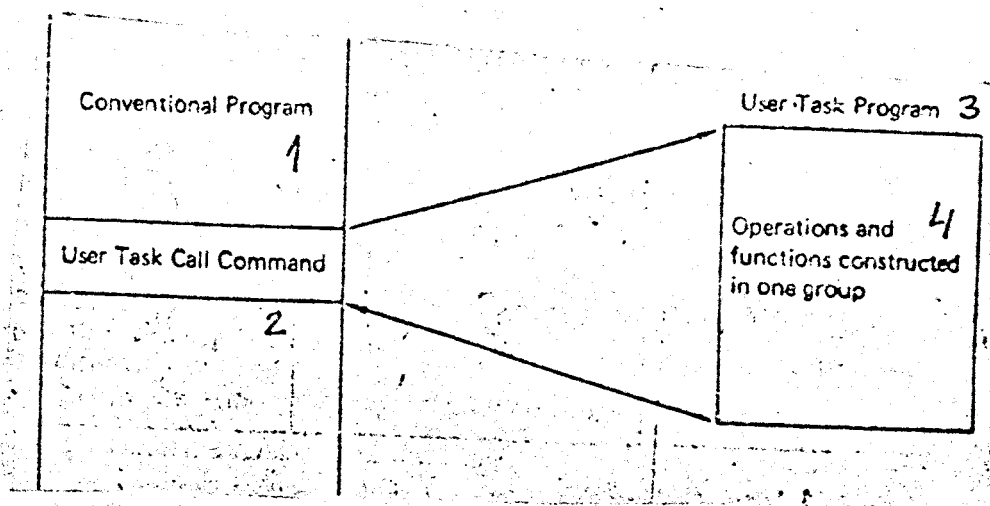 Conventional Program
1
User Task Call Command
2
User Task Program 3
Operations and 4
functions constructed
in one group